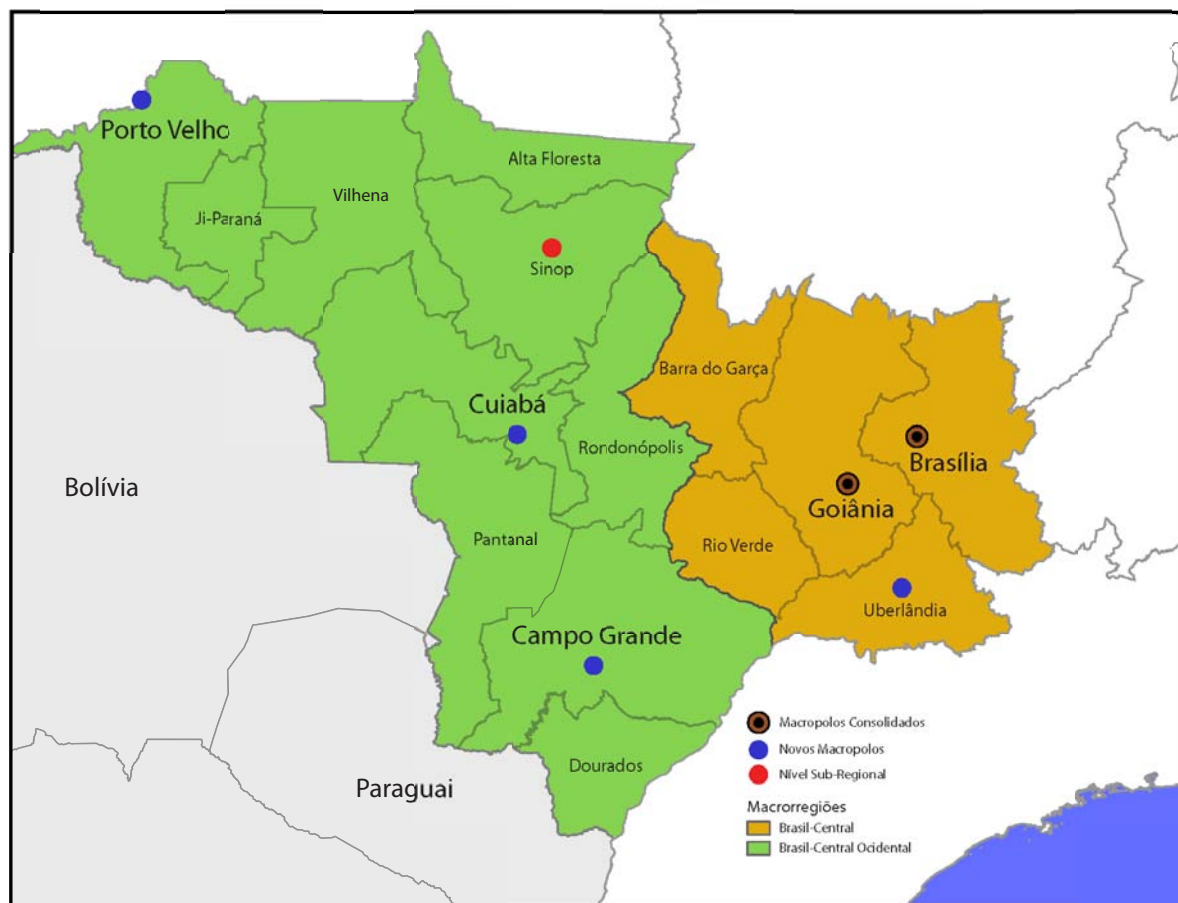 Porto Velho
Alta Floresta
Vilhena
Ji-Paraná
Sinop
Barra do Garça
Cuiabá
Rondonópolis
Brasília
Bolívia
Goiânia
Pantanal
Rio Verde
Uberlândia
Campo Grande
Dourados
Paraguai
Macropolos Consolidados
Novos Macropolos
Nível Sub-Regional
Macrorregiões
Brasil-Central
Brasil-Central Ocidental